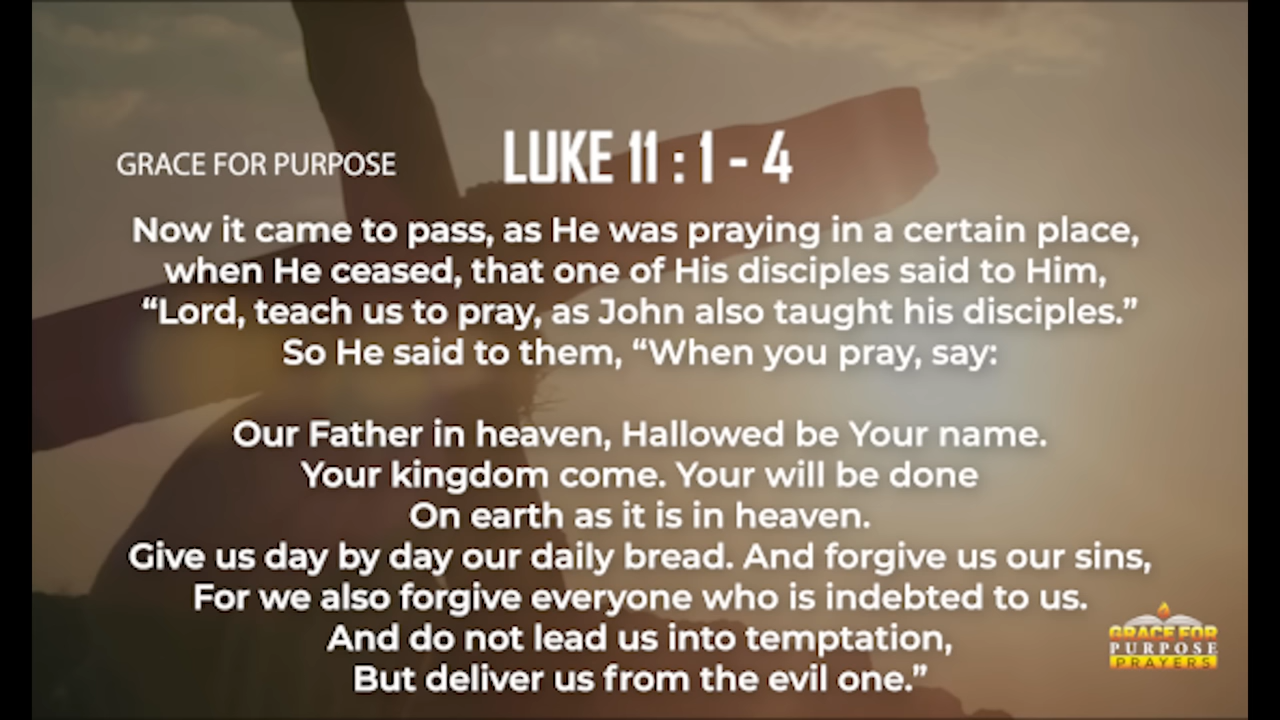 GRACE FOR PURPOSE
LUKE 11 : 1 - 4
Now it came to pass, as He was praying in a certain place,
when He ceased, that one of His disciples said to Him,
“Lord, teach us to pray, as John also taught his disciples.”
So He said to them, “When you pray, say:
Our Father in heaven, Hallowed be Your name.
Your kingdom come. Your will be done
On earth as it is in heaven.
Give us day by day our daily bread. And forgive us our sins,
For we also forgive everyone who is indebted to us.
And do not lead us into temptation,
But deliver us from the evil one.”
GRACE FOR
PURPOSE
PRAYERS